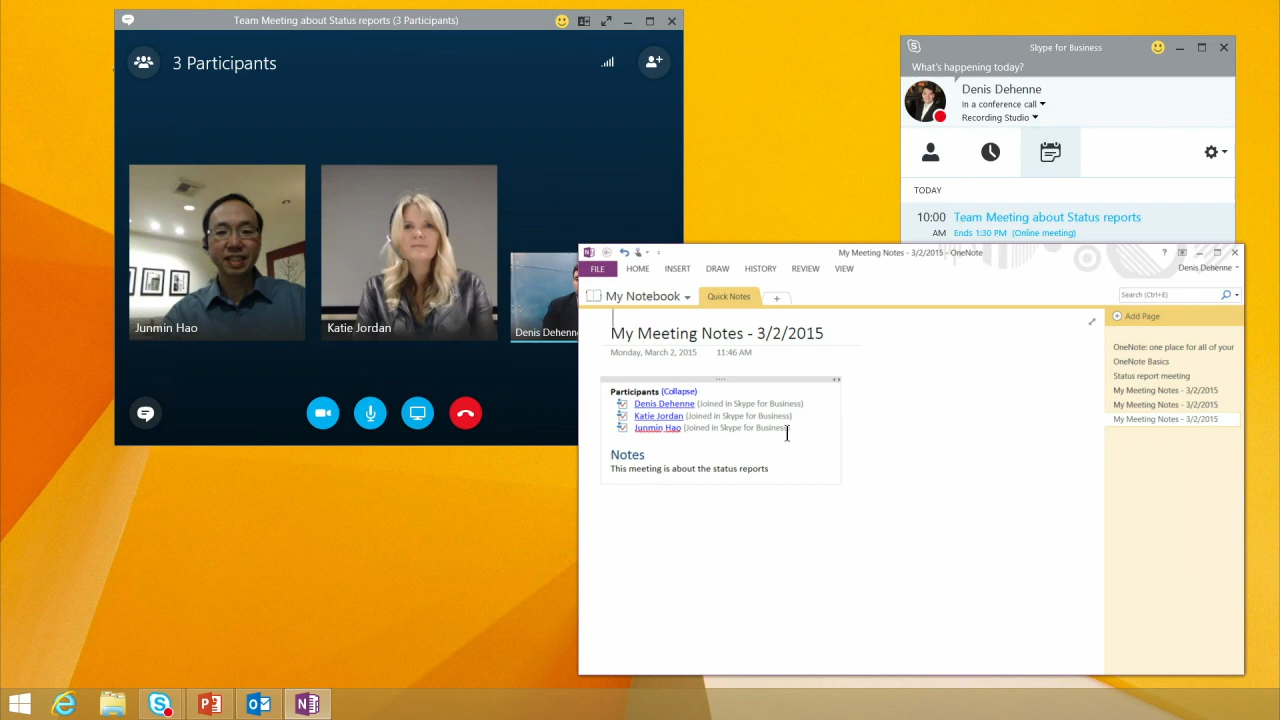 Team Meeting about Status reports (3 Participants)
3 Participants
Junmin Hao
Katie Jordan
Denis Dehenne
Skype for Business
What's happening today?
Denis Dehenne
In a conference call
Recording Studio
TODAY
10:00 Team Meeting about Status reports
AM Ends 1:30 PM (Online meeting)
My Meeting Notes - 3/2/2015 - OneNote
FILE HOME INSERT DRAW HISTORY REVIEW VIEW
Denis Dehenne
My Notebook Quick Notes
Search (Ctrl+E)
Add Page
My Meeting Notes - 3/2/2015
Monday, March 2, 2015 11:46 AM
Participants (Collapse)
Denis Dehenne (Joined in Skype for Business)
Katie Jordan (Joined in Skype for Business)
Junmin Hao (Joined in Skype for Business)
Notes
This meeting is about the status reports
OneNote: one place for all of your
OneNote Basics
Status report meeting
My Meeting Notes - 3/2/2015
My Meeting Notes - 3/2/2015
My Meeting Notes - 3/2/2015